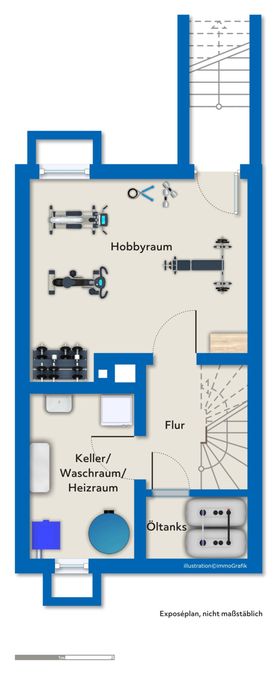 Hobbyraum
Flur
Keller/
Waschraum/
Heizraum
Öltanks
illustration©immoGrafik
Exposéplan, nicht maßstäblich